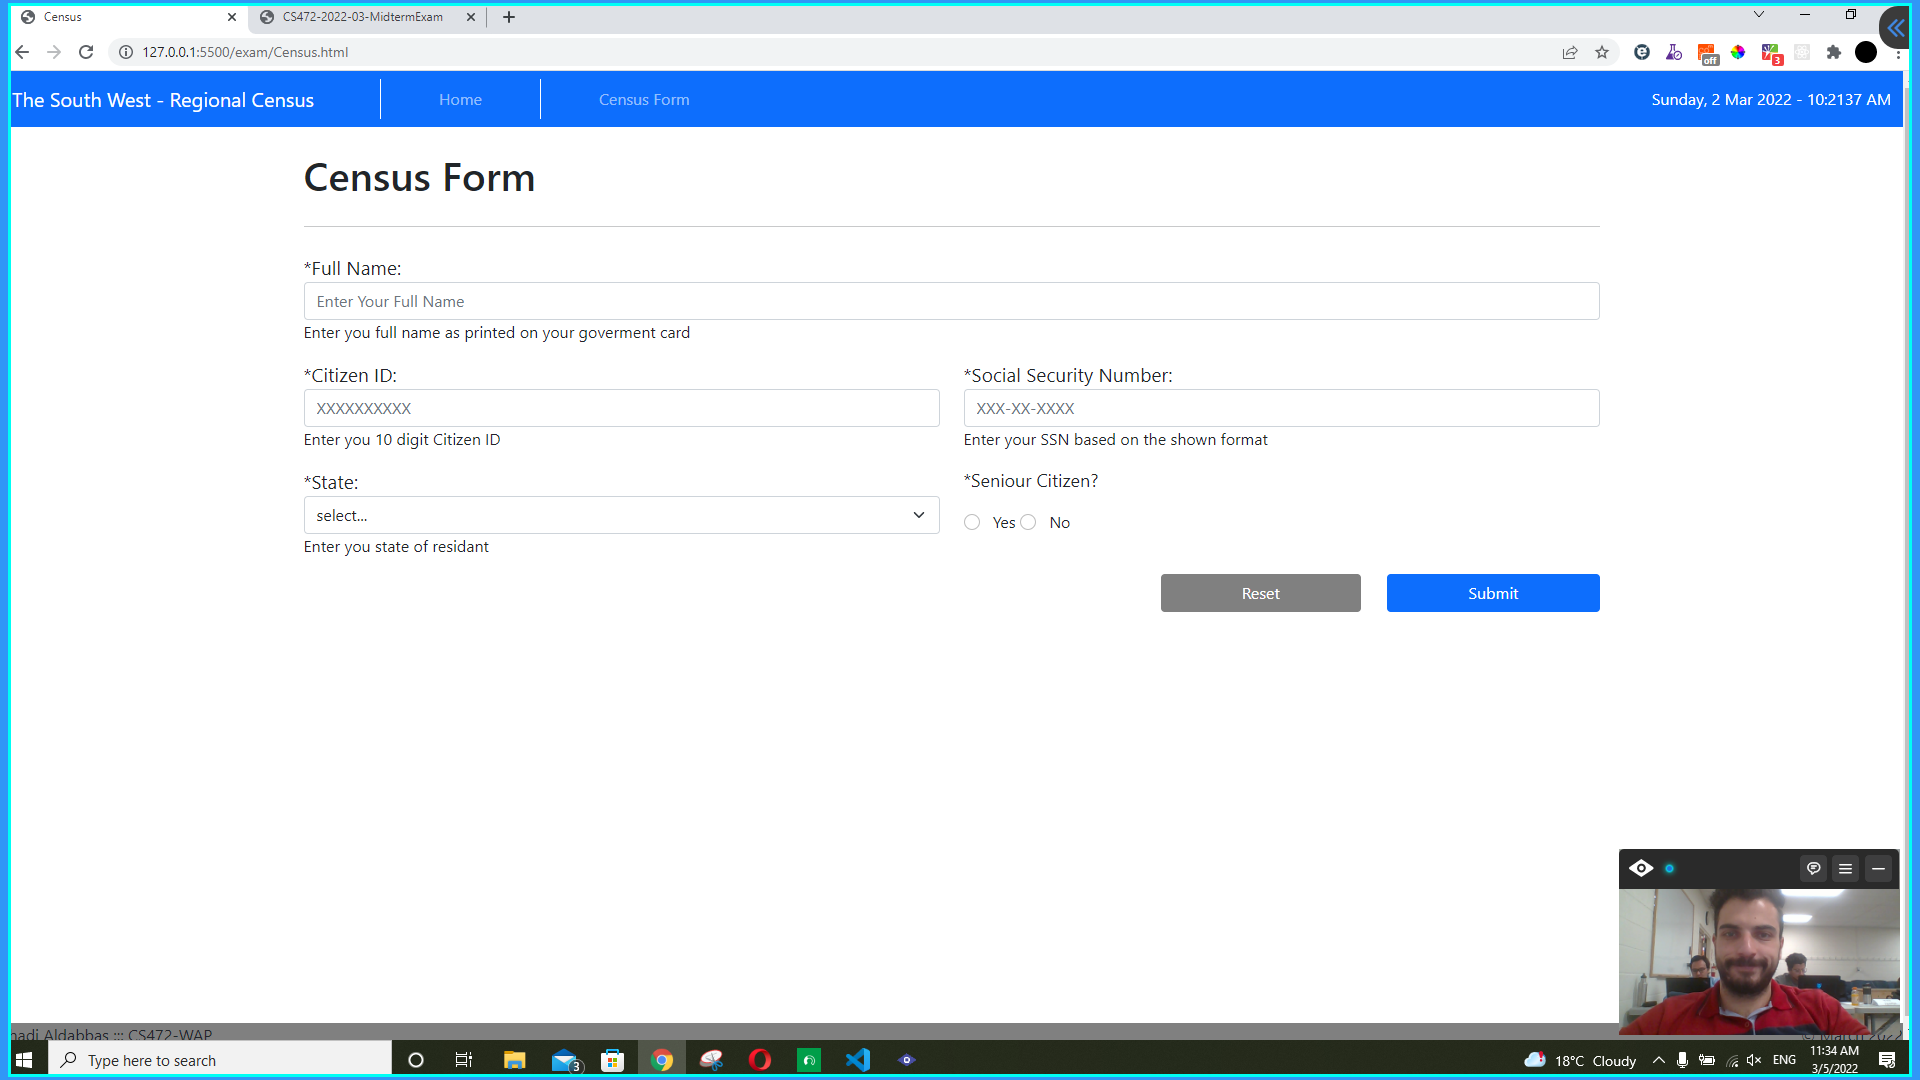 Census
CS472-2022-03-MidtermExam
127.0.0.1:5500/exam/Census.html
off
3
The South West - Regional Census
Home
Census Form
Sunday, 2 Mar 2022 - 10:2137 AM
Census Form
*Full Name:
Enter Your Full Name
Enter you full name as printed on your goverment card
*Citizen ID:
*Social Security Number:
XXXXXXXXXX
XXX-XX-XXXX
Enter you 10 digit Citizen ID
Enter your SSN based on the shown format
*State:
*Seniour Citizen?
select...
Yes
No
Enter you state of residant
Reset
Submit
Aldabbas ::: CS472-WAP
© March 2022
Type here to search
3
18°C Cloudy
ENG
11:34 AM
3/5/2022